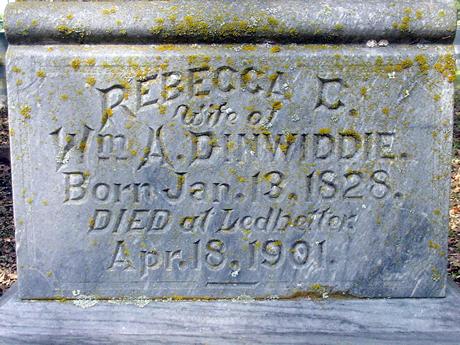 REBECCA C.
Wife of
Wm. A. DINWIDDIE.
Born Jan. 13, 1828.
DIED at Ledbetter.
Apr. 18, 1901.